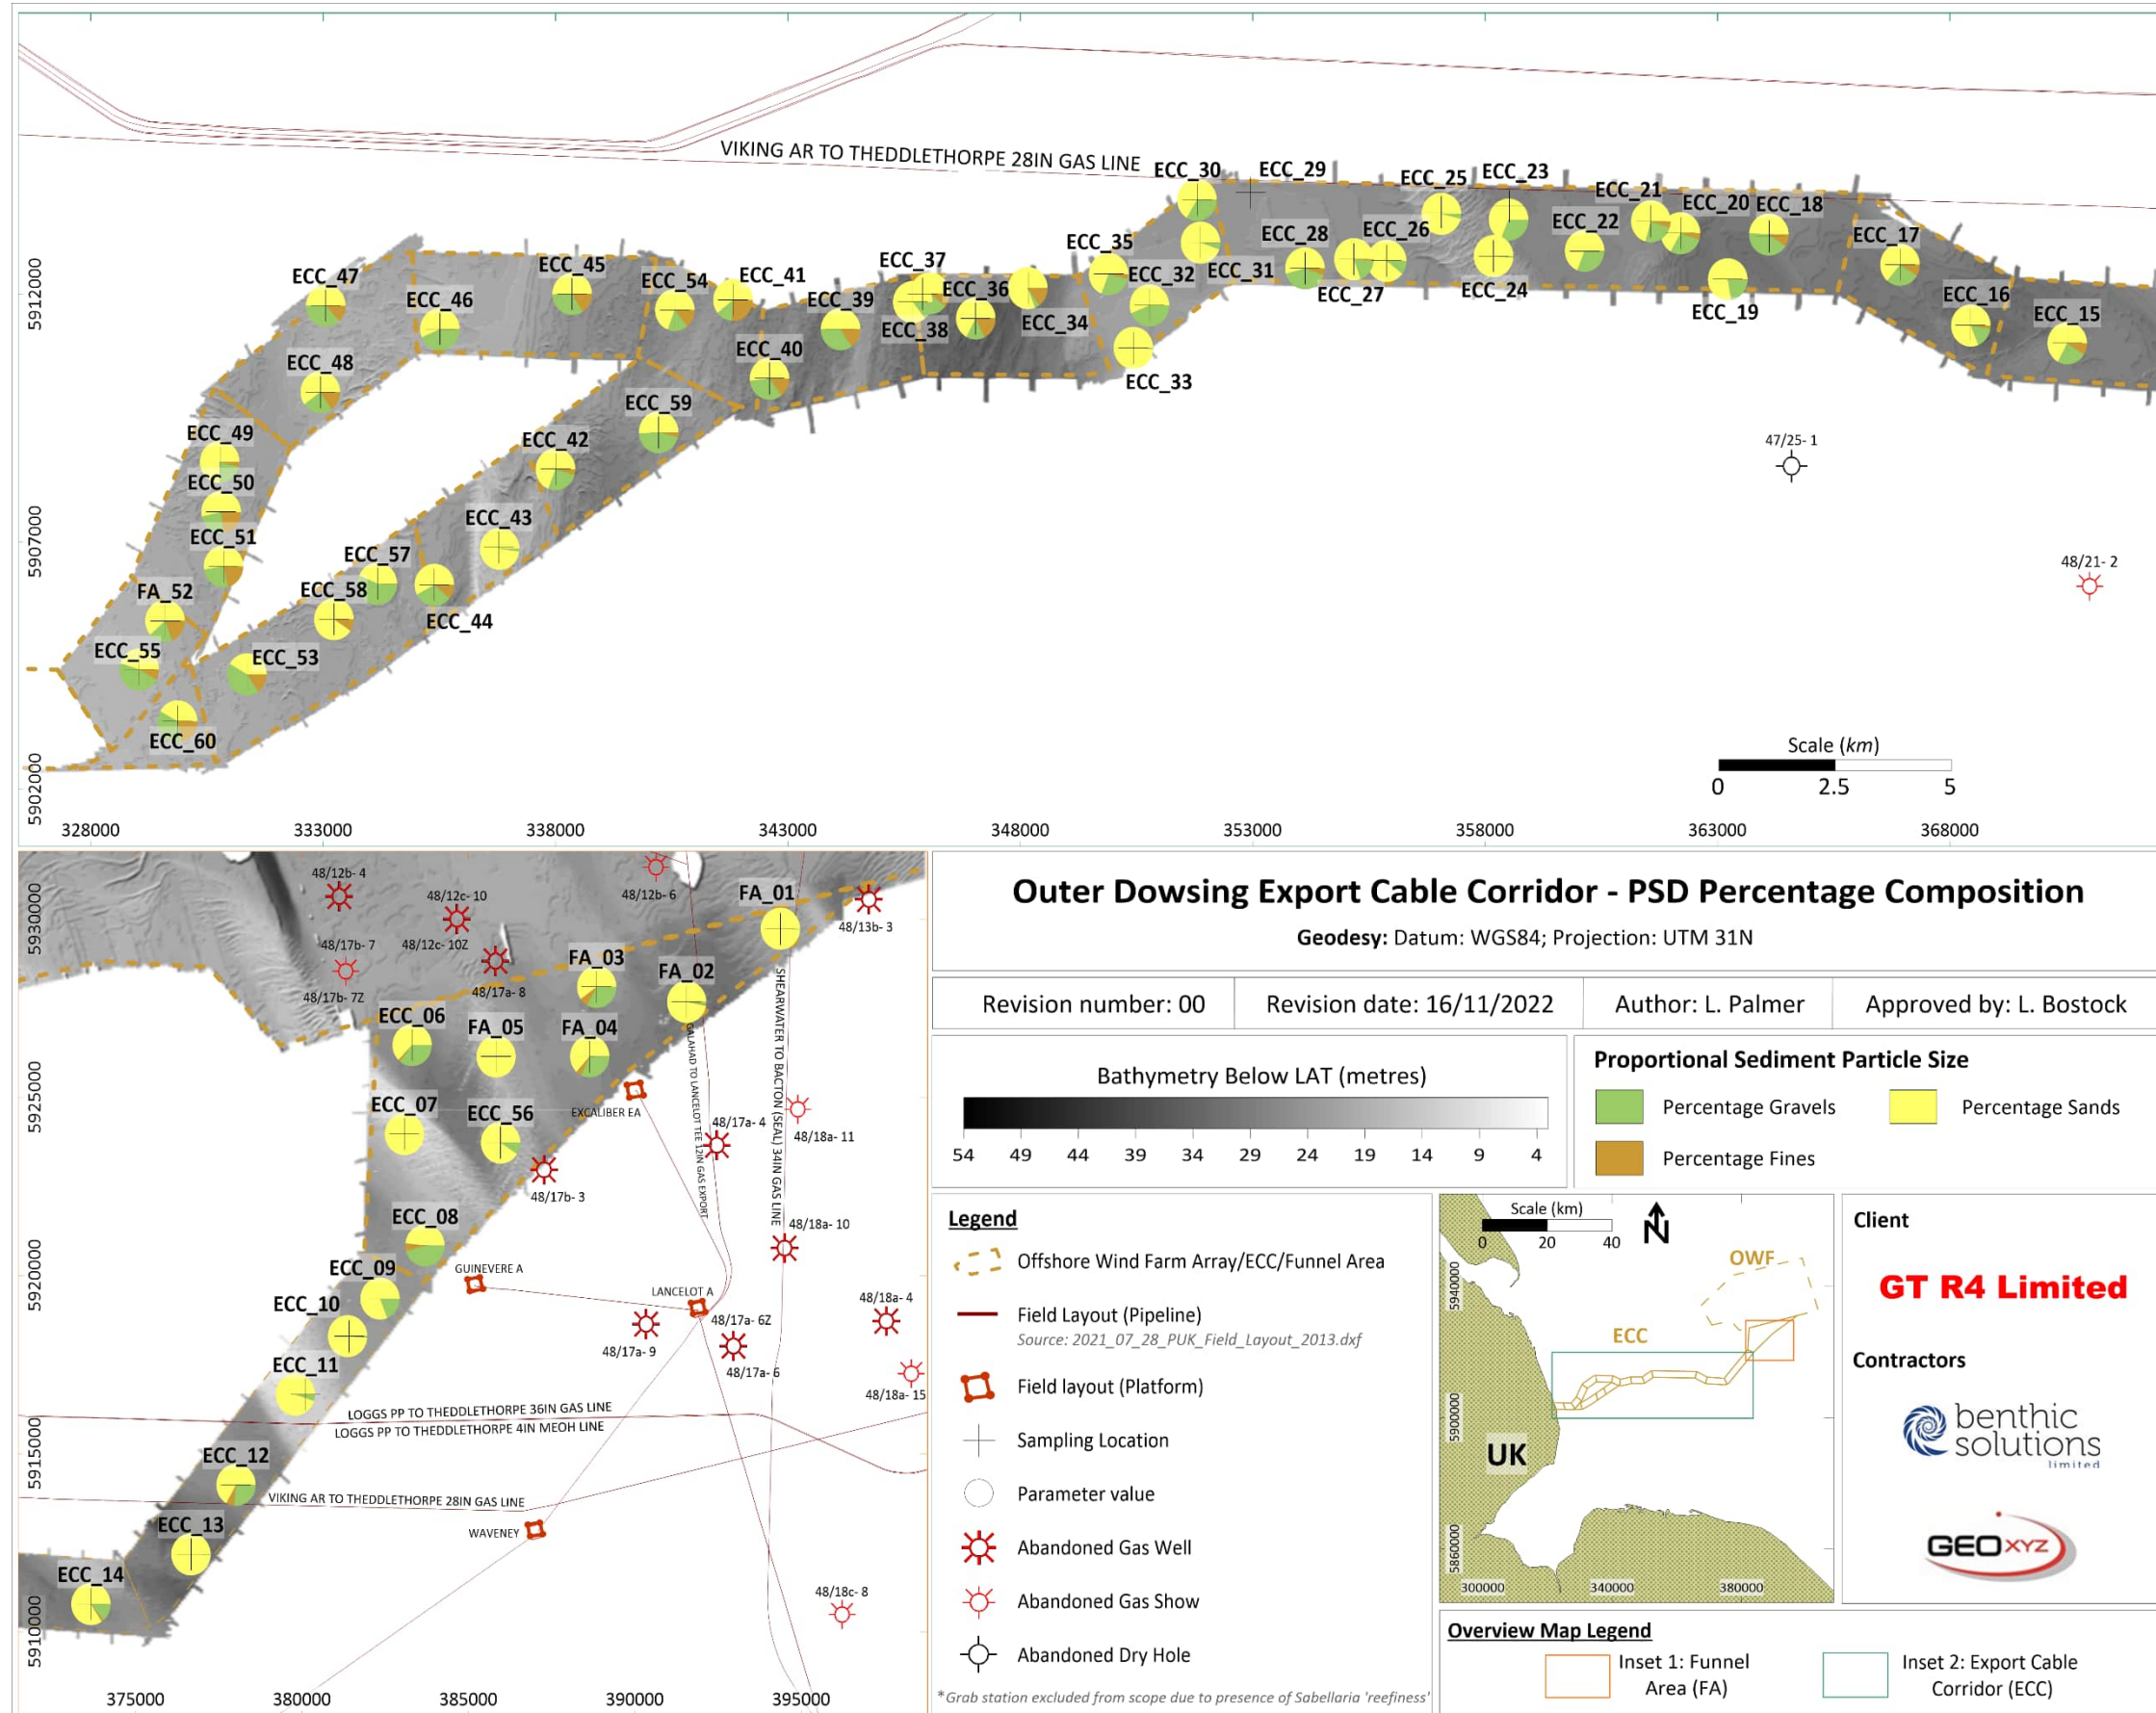 VIKING AR TO THEDDLETHORPE 28IN GAS LINE
ECC_30
ECC_29
ECC_25
ECC_23
ECC_21
ECC_20
ECC_18
ECC_22
ECC_28
ECC_26
ECC_17
ECC_35
ECC_32
ECC_31
ECC_27
ECC_24
ECC_19
ECC_16
ECC_15
ECC_37
ECC_36
ECC_34
ECC_38
ECC_33
ECC_39
ECC_41
ECC_54
ECC_45
ECC_47
ECC_46
ECC_40
ECC_48
ECC_59
ECC_49
ECC_42
ECC_50
ECC_43
ECC_51
ECC_57
ECC_58
FA_52
ECC_44
ECC_55
ECC_53
ECC_60
47/25- 1
48/21- 2
5912000
5907000
5902000
Scale (km)
0 2.5 5
328000 333000 338000 343000 348000 353000 358000 363000 368000
48/12b- 4
48/12c- 10
48/12b- 6
FA_01
48/13b- 3
48/17b- 7
48/12c- 10Z
48/17b- 7Z
48/17a- 8
FA_03
FA_02
ECC_06
FA_05
FA_04
ECC_07
ECC_56
EXCALIBER EA
GALAHAD TO LANCELOT TEE 12IN GAS EXPORT
SHEARWATER TO BACTON (SEAL) 34IN GAS LINE
48/17a- 4
48/18a- 11
48/17b- 3
ECC_08
48/18a- 10
ECC_09
GUINEVERE A
LANCELOT A
ECC_10
48/17a- 6Z
48/18a- 4
48/17a- 9
48/17a- 6
ECC_11
48/18a- 15
LOGGS PP TO THEDDLETHORPE 36IN GAS LINE
LOGGS PP TO THEDDLETHORPE 4IN MEOH LINE
ECC_12
VIKING AR TO THEDDLETHORPE 28IN GAS LINE
WAVENEY
ECC_13
ECC_14
48/18c- 8
5930000
5925000
5920000
5915000
5910000
375000 380000 385000 390000 395000
Outer Dowsing Export Cable Corridor - PSD Percentage Composition
Geodesy: Datum: WGS84; Projection: UTM 31N
Revision number: 00
Revision date: 16/11/2022
Author: L. Palmer
Approved by: L. Bostock
Bathymetry Below LAT (metres)
54 49 44 39 34 29 24 19 14 9 4
Proportional Sediment Particle Size
Percentage Gravels
Percentage Sands
Percentage Fines
Legend
Offshore Wind Farm Array/ECC/Funnel Area
Field Layout (Pipeline)
Source: 2021_07_28_PUK_Field_Layout_2013.dxf
Field layout (Platform)
Sampling Location
Parameter value
Abandoned Gas Well
Abandoned Gas Show
Abandoned Dry Hole
*Grab station excluded from scope due to presence of Sabellaria 'reefiness'
Scale (km)
0 20 40
N
OWF
ECC
UK
5940000
5900000
5860000
300000 340000 380000
Client
GT R4 Limited
Contractors
benthic
solutions
limited
GEOXYZ
Overview Map Legend
Inset 1: Funnel
Area (FA)
Inset 2: Export Cable
Corridor (ECC)